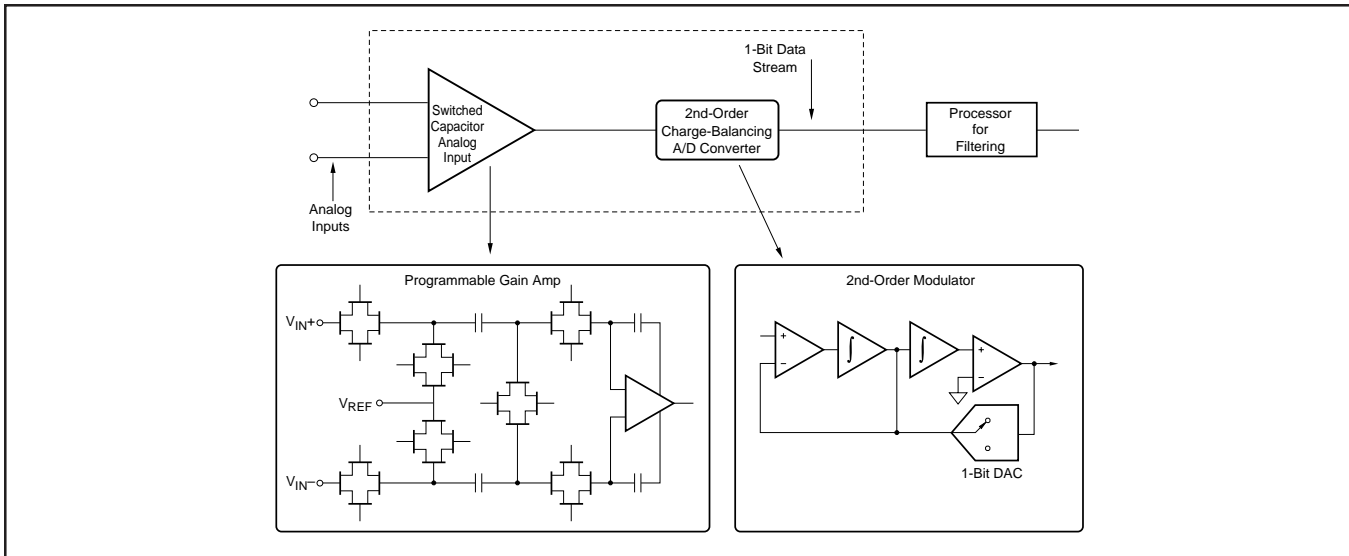 1-Bit Data
Stream
Switched
Capacitor
Analog
Input
2nd-Order
Charge-Balancing
A/D Converter
Processor
for
Filtering
Analog
Inputs
Programmable Gain Amp
VIN+
VREF
VIN–
2nd-Order Modulator
+
–
∫
∫
+
–
1-Bit DAC